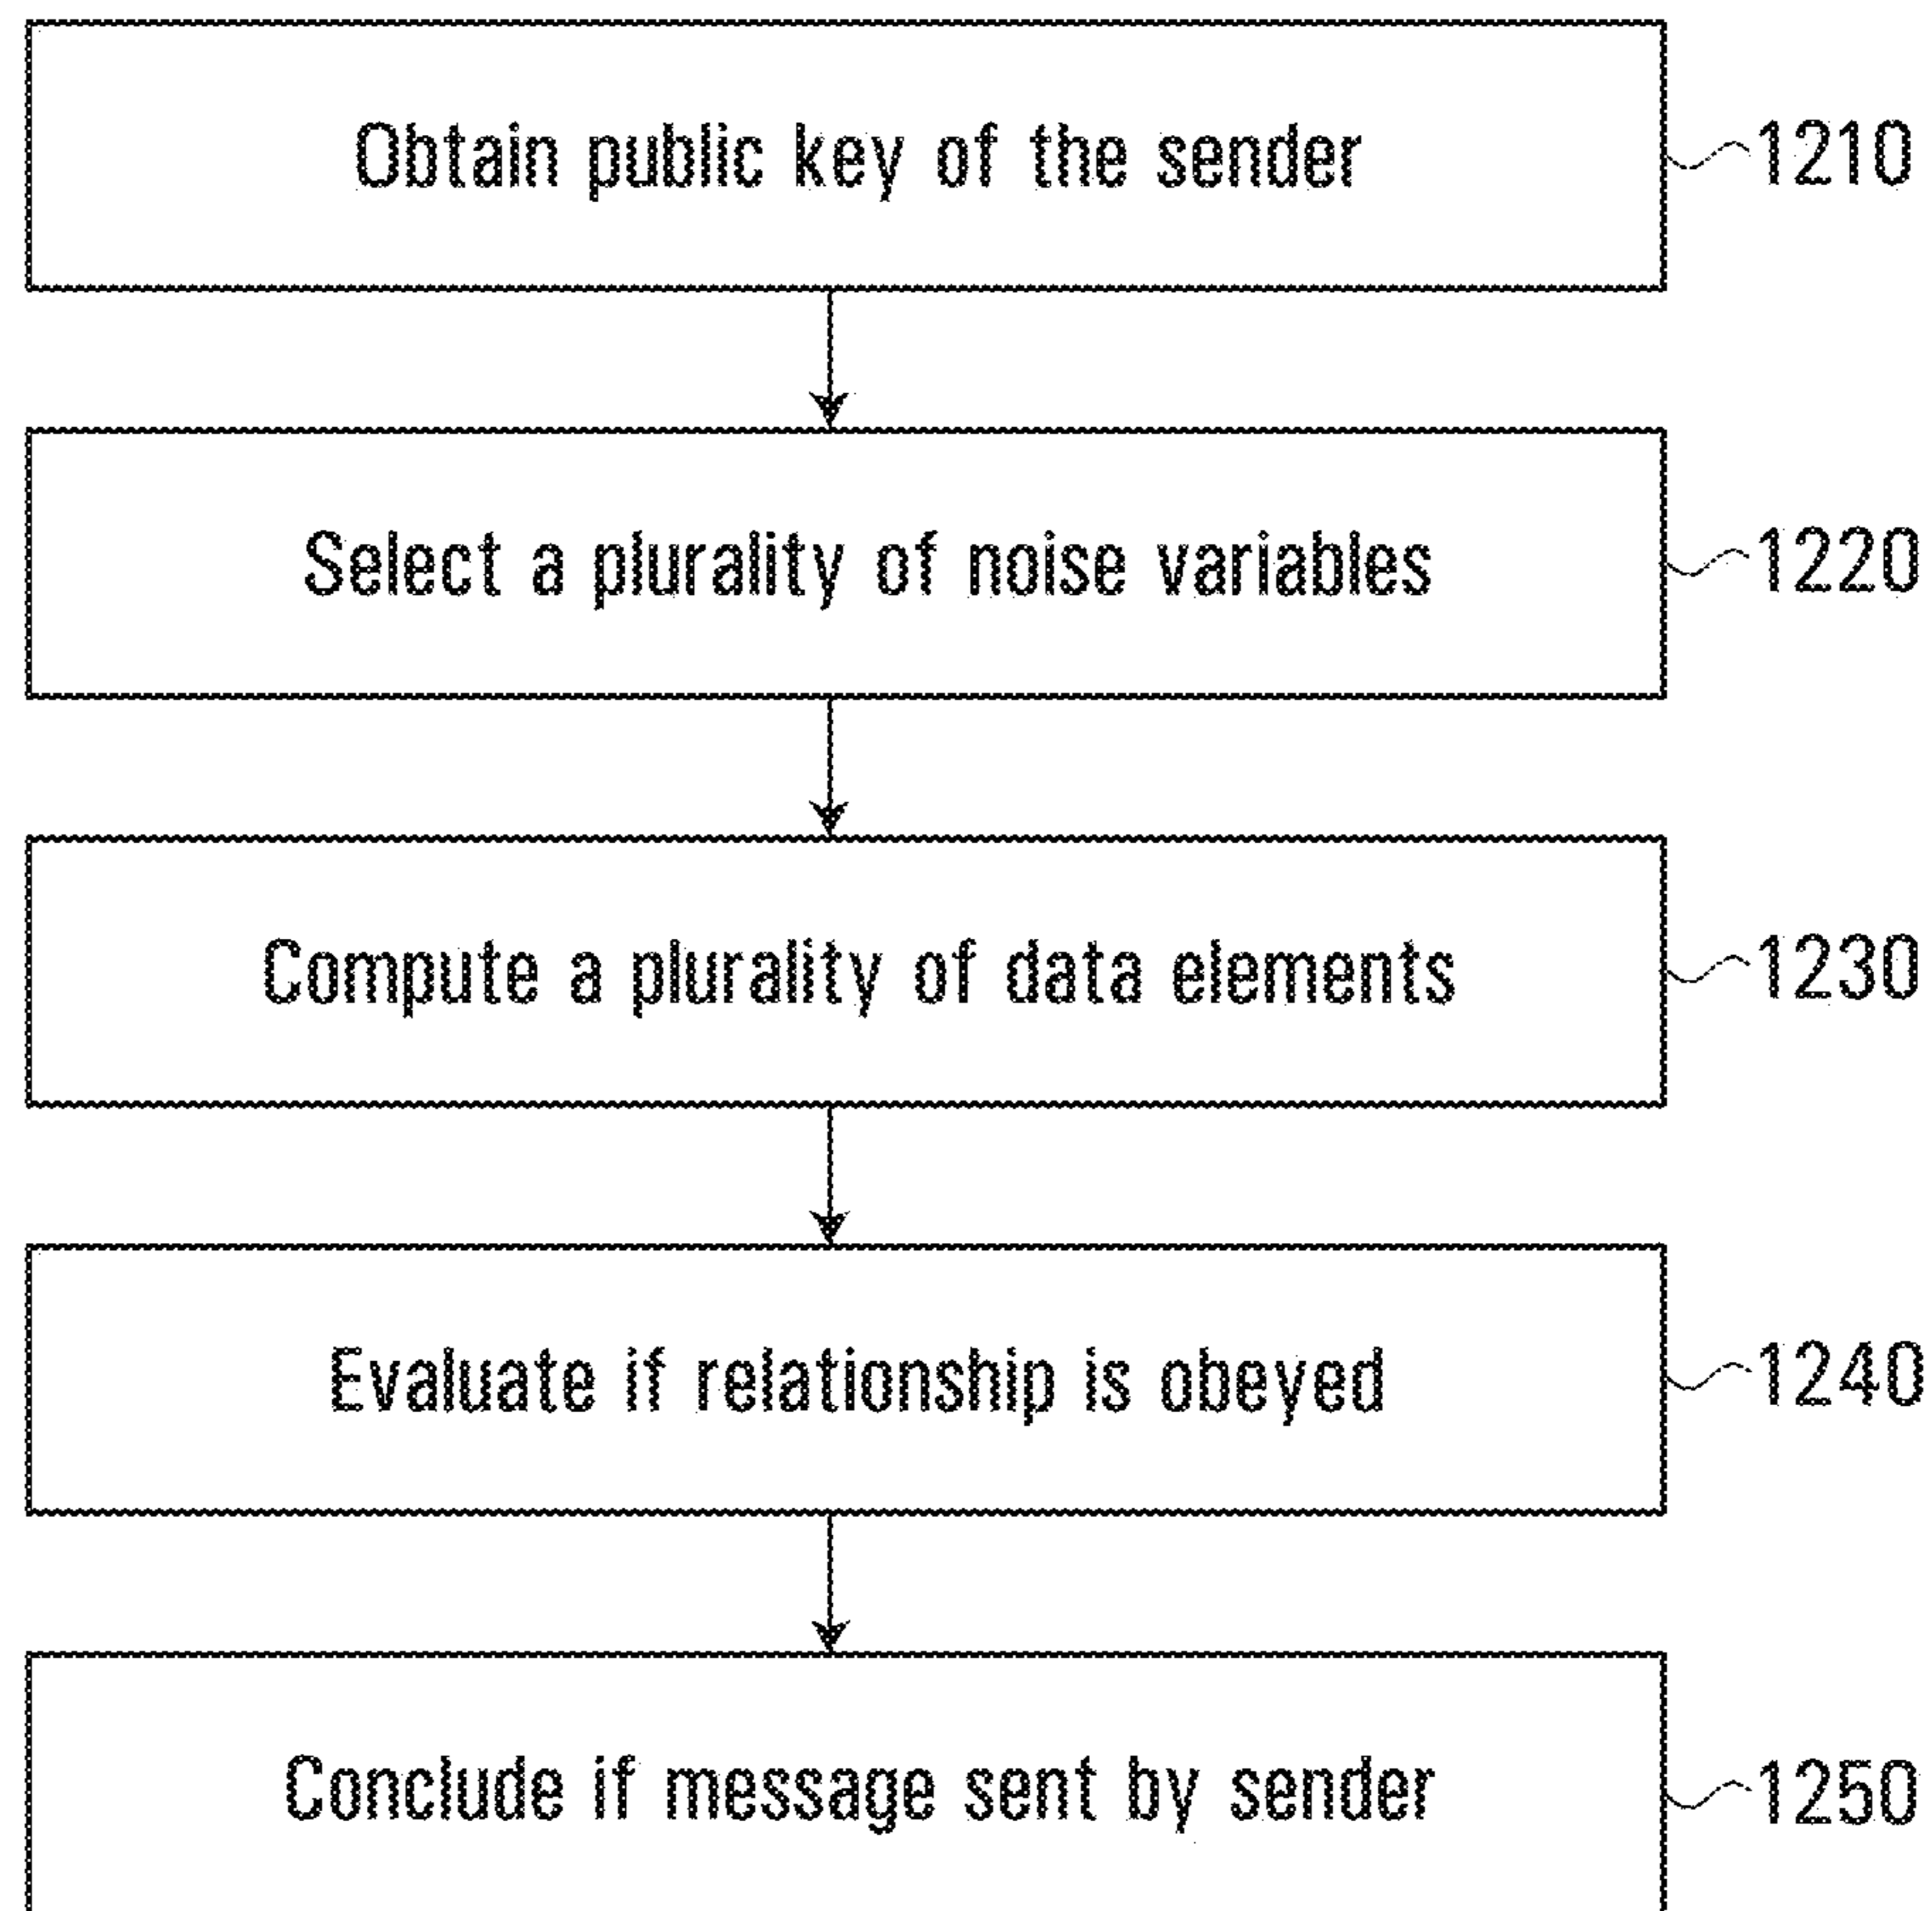 Obtain public key of the sender 1210
Select a plurality of noise variables 1220
Compute a plurality of data elements 1230
Evaluate if relationship is obeyed 1240
Conclude if message sent by sender 1250